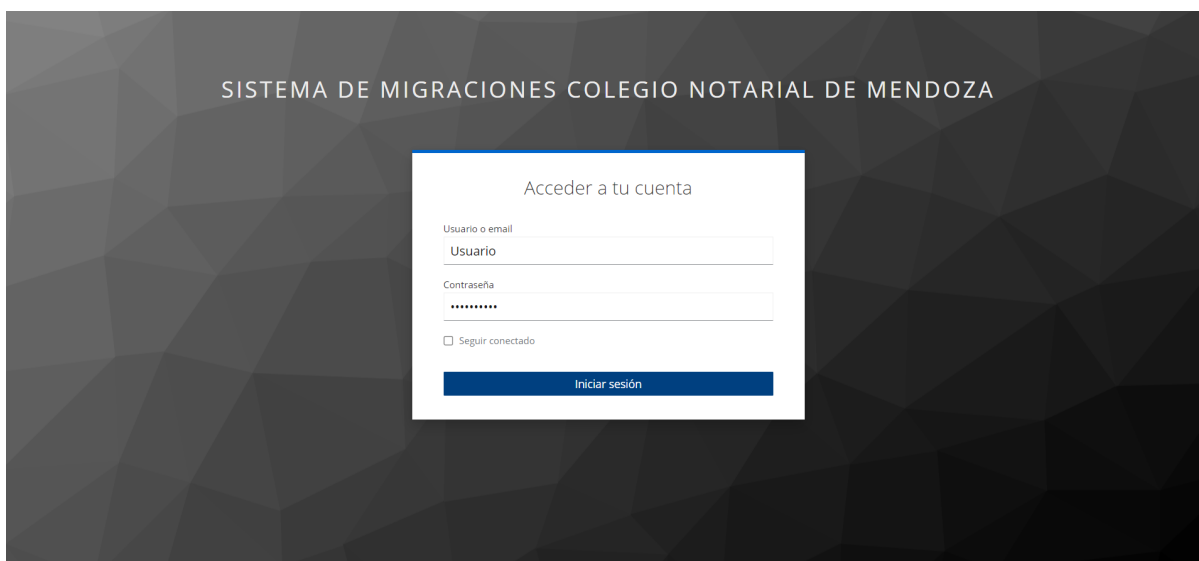 SISTEMA DE MIGRACIONES COLEGIO NOTARIAL DE MENDOZA
Acceder a tu cuenta
Usuario o email
Usuario
Contraseña
••••••••••
Seguir conectado
Iniciar sesión